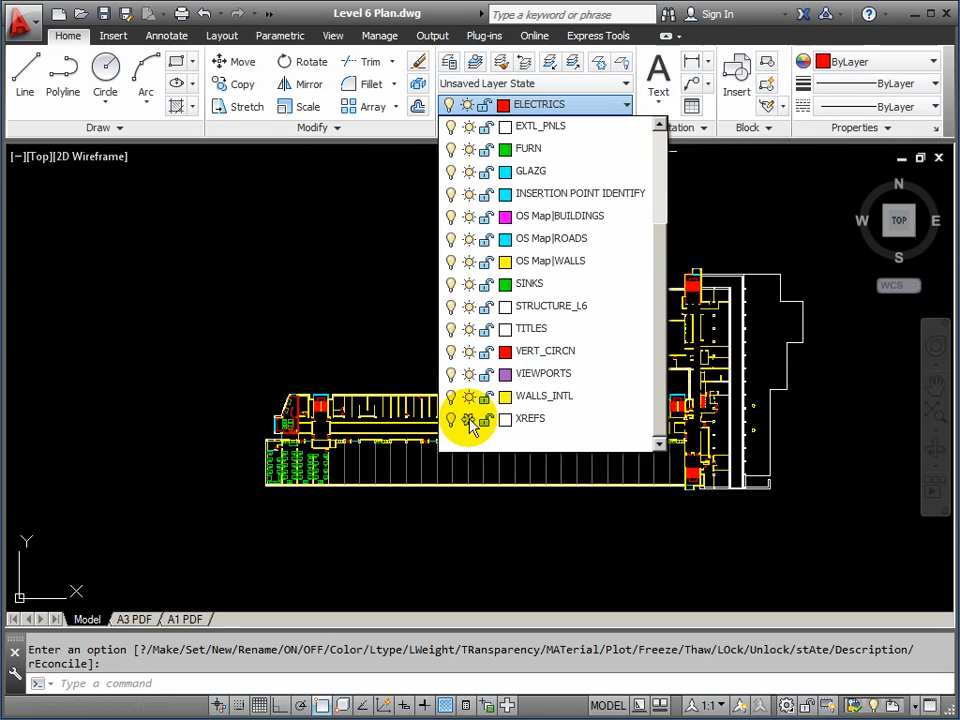 Level 6 Plan.dwg
Type a keyword or phrase
Sign In
Home Insert Annotate Layout Parametric View Manage Output Plug-ins Online Express Tools
Line
Polyline
Circle
Arc
Move
Rotate
Trim
Copy
Mirror
Fillet
Stretch
Scale
Array
Draw
Modify
Unsaved Layer State
ELECTRICS
Text
Insert
Block
ByLayer
ByLayer
ByLayer
Properties
EXTL_PNLS
FURN
GLAZG
INSERTION POINT IDENTIFY
OS Map|BUILDINGS
OS Map|ROADS
OS Map|WALLS
SINKS
STRUCTURE_L6
TITLES
VERT_CIRCN
VIEWPORTS
WALLS_INTL
XREFS
[−][Top][2D Wireframe]
N
W
TOP
E
S
WCS
Y
X
Model A3 PDF A1 PDF
Enter an option [?/Make/Set/New/Rename/ON/OFF/Color/Ltype/LWeight/TRansparency/MATerial/Plot/Freeze/Thaw/LOck/Unlock/stAte/Description/
rEconcile]:
Type a command
MODEL
1:1